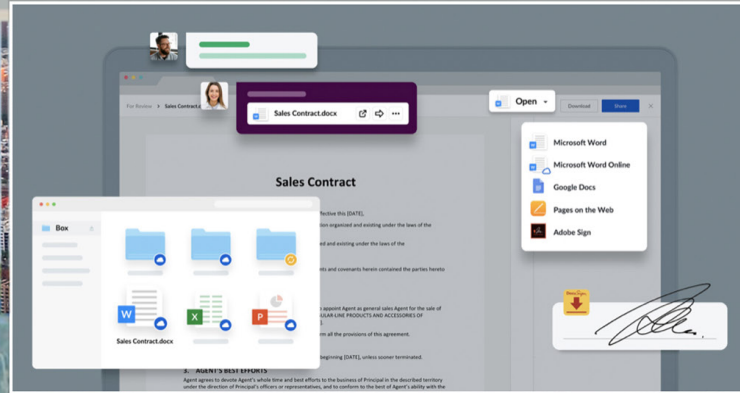 For Review > Sales Contract.d
Sales Contract.docx
Open
Download
Share
Microsoft Word
Microsoft Word Online
Google Docs
Pages on the Web
Adobe Sign
Sales Contract
ffective this [DATE],
ion organized and existing under the laws of the
ed and existing under the laws of the
nts and covenants herein contained the parties hereto
s appoint Agent as general sales Agent for the sale of
ULAR-LINE PRODUCTS AND ACCESSORIES OF
].
rm all the provisions of this agreement.
beginning [DATE], unless sooner terminated.
3. AGENT'S BEST EFFORTS
Agent agrees to devote Agent's whole time and best efforts to the business of Principal in the described territory
under the direction of Principal's officers or representatives, and to conform to the best of Agent's ability with the
Box
W
X
P
Sales Contract.docx